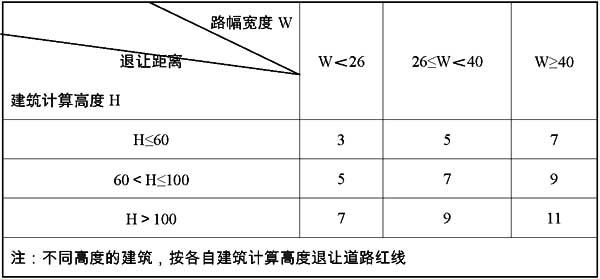 路幅宽度 W
退让距离
建筑计算高度 H
W＜26 26≤W＜40 W≥40
H≤60 3 5 7
60＜H≤100 5 7 9
H＞100 7 9 11
注：不同高度的建筑，按各自建筑计算高度退让道路红线